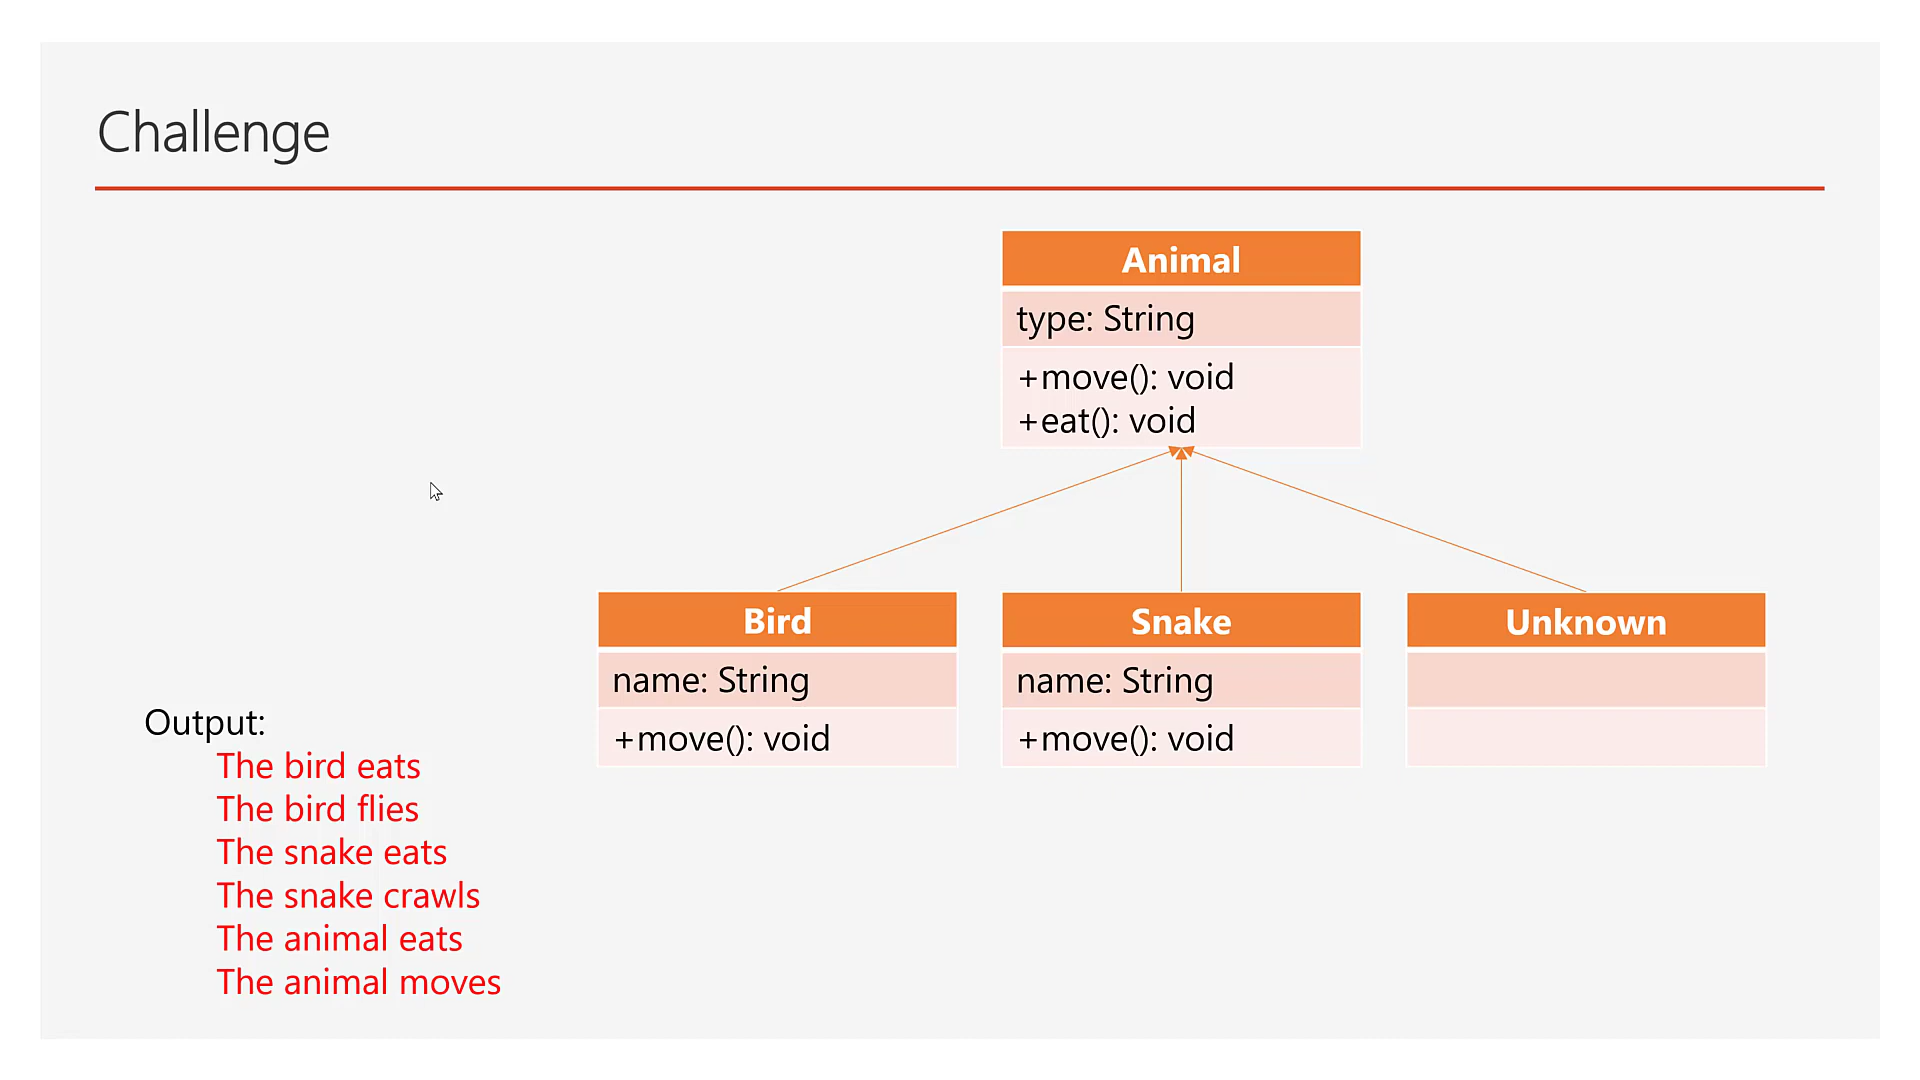 Challenge
Animal
type: String
+move(): void
+eat(): void
Bird
name: String
+move(): void
Snake
name: String
+move(): void
Unknown
Output:
The bird eats
The bird flies
The snake eats
The snake crawls
The animal eats
The animal moves